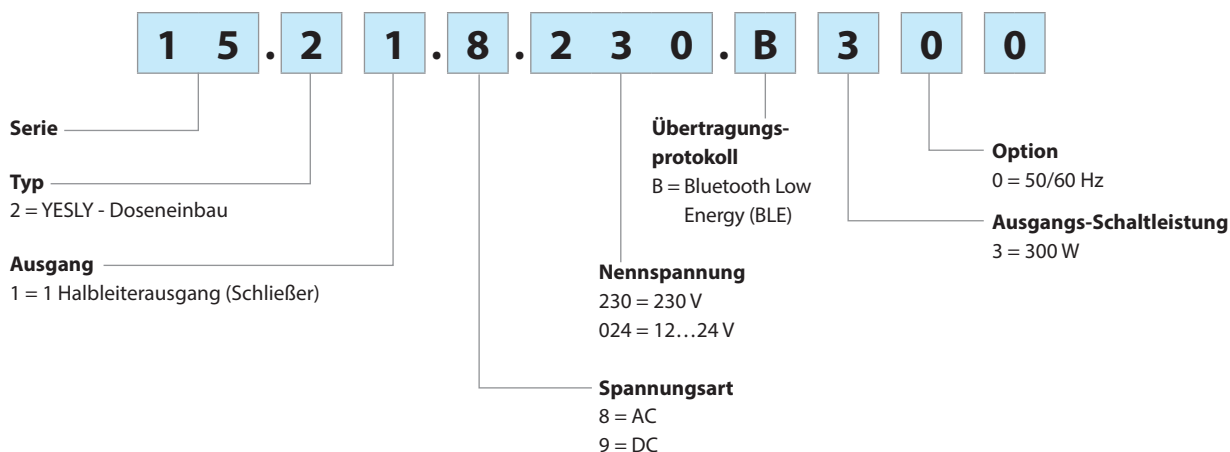 1 5 . 2 1 . 8 . 2 3 0 . B 3 0 0
Serie
Typ
2 = YESLY - Doseneinbau
Ausgang
1 = 1 Halbleiterausgang (Schließer)
Übertragungs-
protokoll
B = Bluetooth Low
Energy (BLE)
Nennspannung
230 = 230 V
024 = 12…24 V
Spannungsart
8 = AC
9 = DC
Option
0 = 50/60 Hz
Ausgangs-Schaltleistung
3 = 300 W